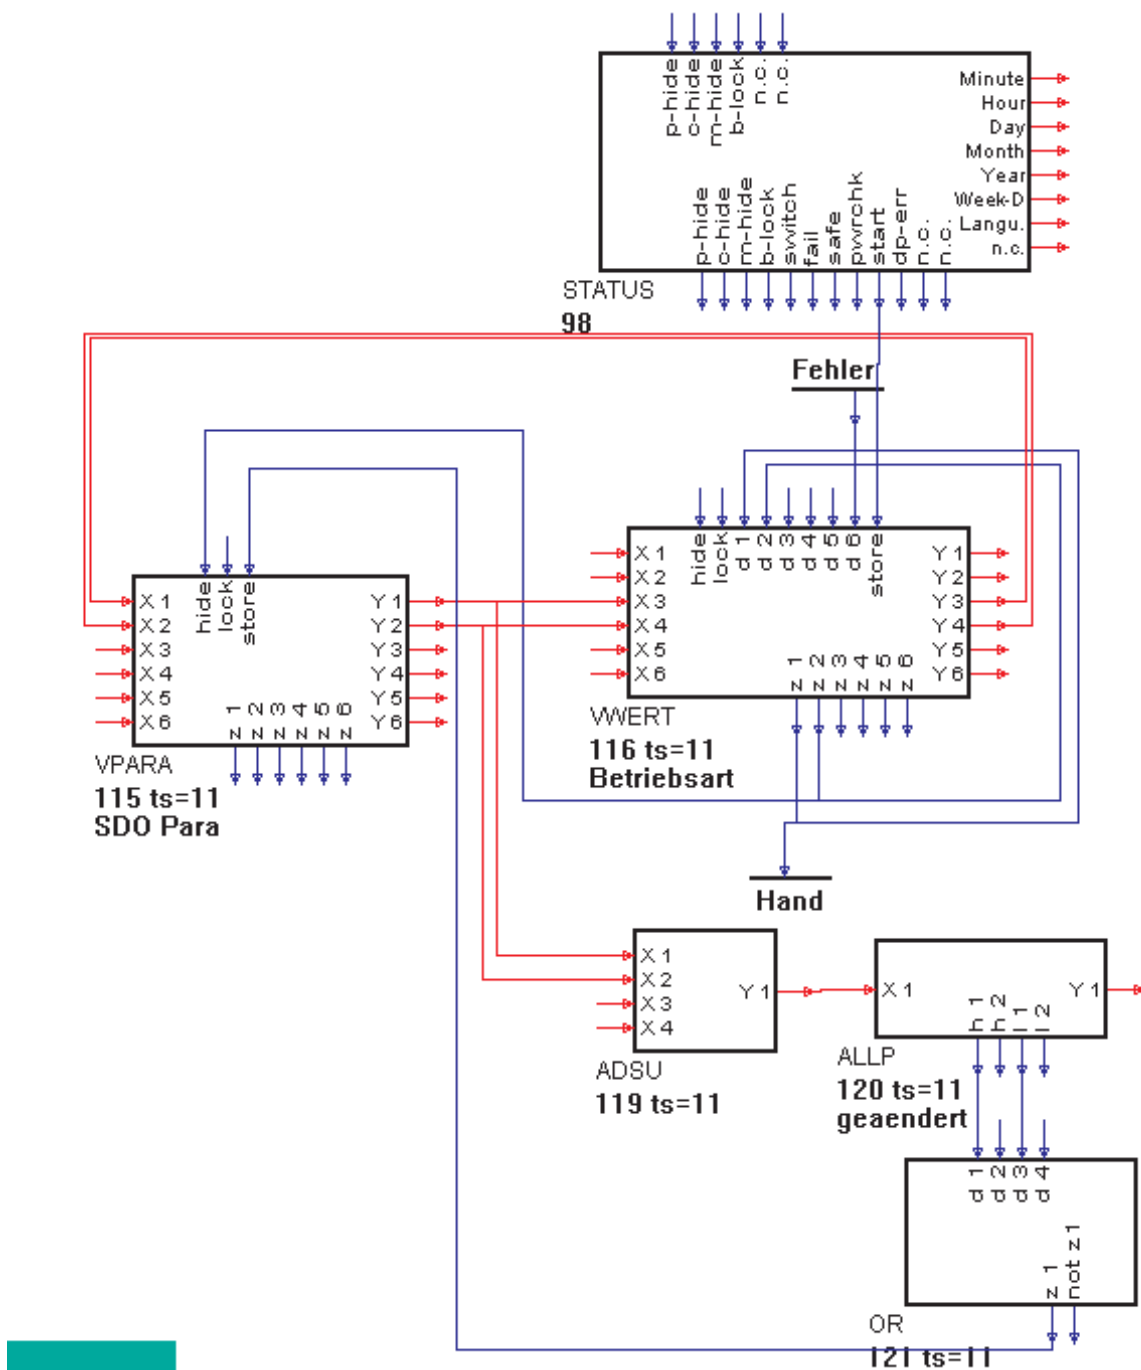 p-hide
c-hide
m-hide
b-lock
n.c.
n.c.
Minute
Hour
Day
Month
Year
Week-D
Langu.
n.c.
p-hide
c-hide
m-hide
b-lock
switch
fail
safe
pwrchk
start
dp-err
n.c.
n.c.
STATUS
98
Fehler
hide
lock
store
X 1
X 2
X 3
X 4
X 5
X 6
Y 1
Y 2
Y 3
Y 4
Y 5
Y 6
z 1
z 2
z 3
z 4
z 5
z 6
VPARA
115 ts=11
SDO Para
hide
lock
d 1
d 2
d 3
d 4
d 5
d 6
store
X 1
X 2
X 3
X 4
X 5
X 6
Y 1
Y 2
Y 3
Y 4
Y 5
Y 6
z 1
z 2
z 3
z 4
z 5
z 6
VWERT
116 ts=11
Betriebsart
Hand
X 1
X 2
X 3
X 4
Y 1
ADSU
119 ts=11
X 1
Y 1
h 1
h 2
l 1
l 2
ALLP
120 ts=11
geaendert
d 1
d 2
d 3
d 4
z 1
not z 1
OR
121 ts=11